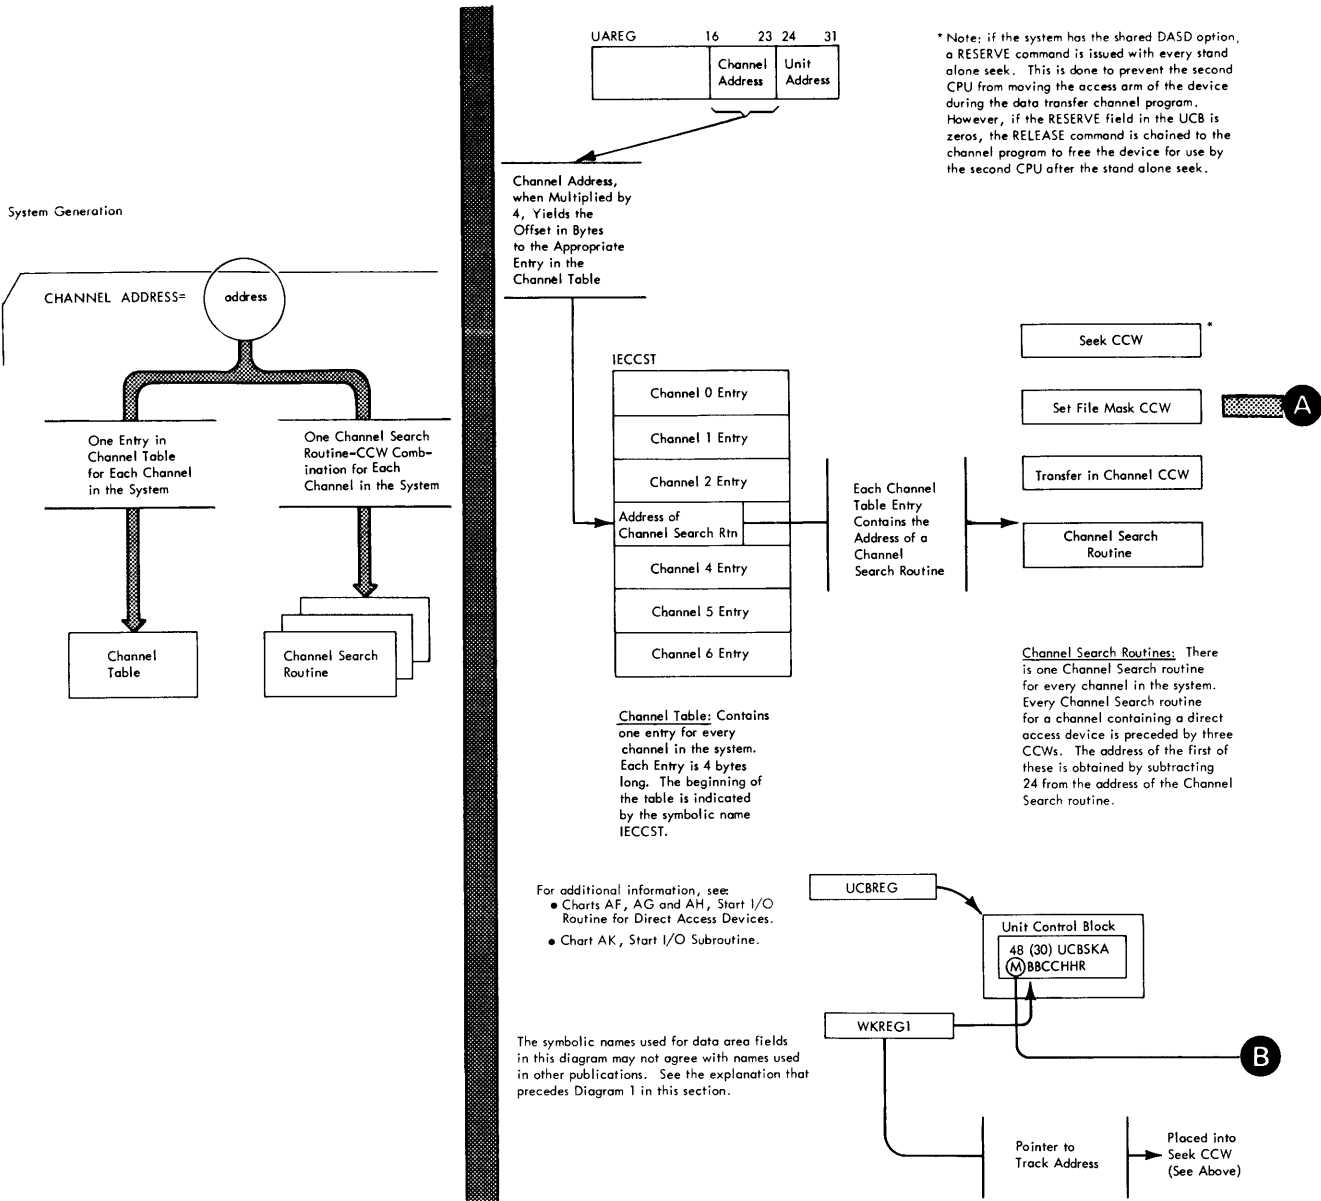 System Generation
CHANNEL ADDRESS=
address
One Entry in
Channel Table
for Each Channel
in the System
One Channel Search
Routine-CCW Comb-
ination for Each
Channel in the System
Channel
Table
Channel Search
Routine
UAREG 16 23 24 31
Channel
Address
Unit
Address
* Note: if the system has the shared DASD option,
a RESERVE command is issued with every stand
alone seek. This is done to prevent the second
CPU from moving the access arm of the device
during the data transfer channel program.
However, if the RESERVE field in the UCB is
zeros, the RELEASE command is chained to the
channel program to free the device for use by
the second CPU after the stand alone seek.
Channel Address,
when Multiplied by
4, Yields the
Offset in Bytes
to the Appropriate
Entry in the
Channel Table
IECCST
Channel 0 Entry
Channel 1 Entry
Channel 2 Entry
Address of
Channel Search Rtn
Channel 4 Entry
Channel 5 Entry
Channel 6 Entry
Each Channel
Table Entry
Contains the
Address of a
Channel
Search Routine
Seek CCW *
Set File Mask CCW
A
Transfer in Channel CCW
Channel Search
Routine
Channel Table: Contains
one entry for every
channel in the system.
Each Entry is 4 bytes
long. The beginning of
the table is indicated
by the symbolic name
IECCST.
Channel Search Routines: There
is one Channel Search routine
for every channel in the system.
Every Channel Search routine
for a channel containing a direct
access device is preceded by three
CCWs. The address of the first of
these is obtained by subtracting
24 from the address of the Channel
Search routine.
For additional information, see:
• Charts AF, AG and AH, Start I/O
Routine for Direct Access Devices.
• Chart AK, Start I/O Subroutine.
UCBREG
Unit Control Block
48 (30) UCBSKA
MBBCCHHR
WKREG1
B
The symbolic names used for data area fields
in this diagram may not agree with names used
in other publications. See the explanation that
precedes Diagram 1 in this section.
Pointer to
Track Address
Placed into
Seek CCW
(See Above)